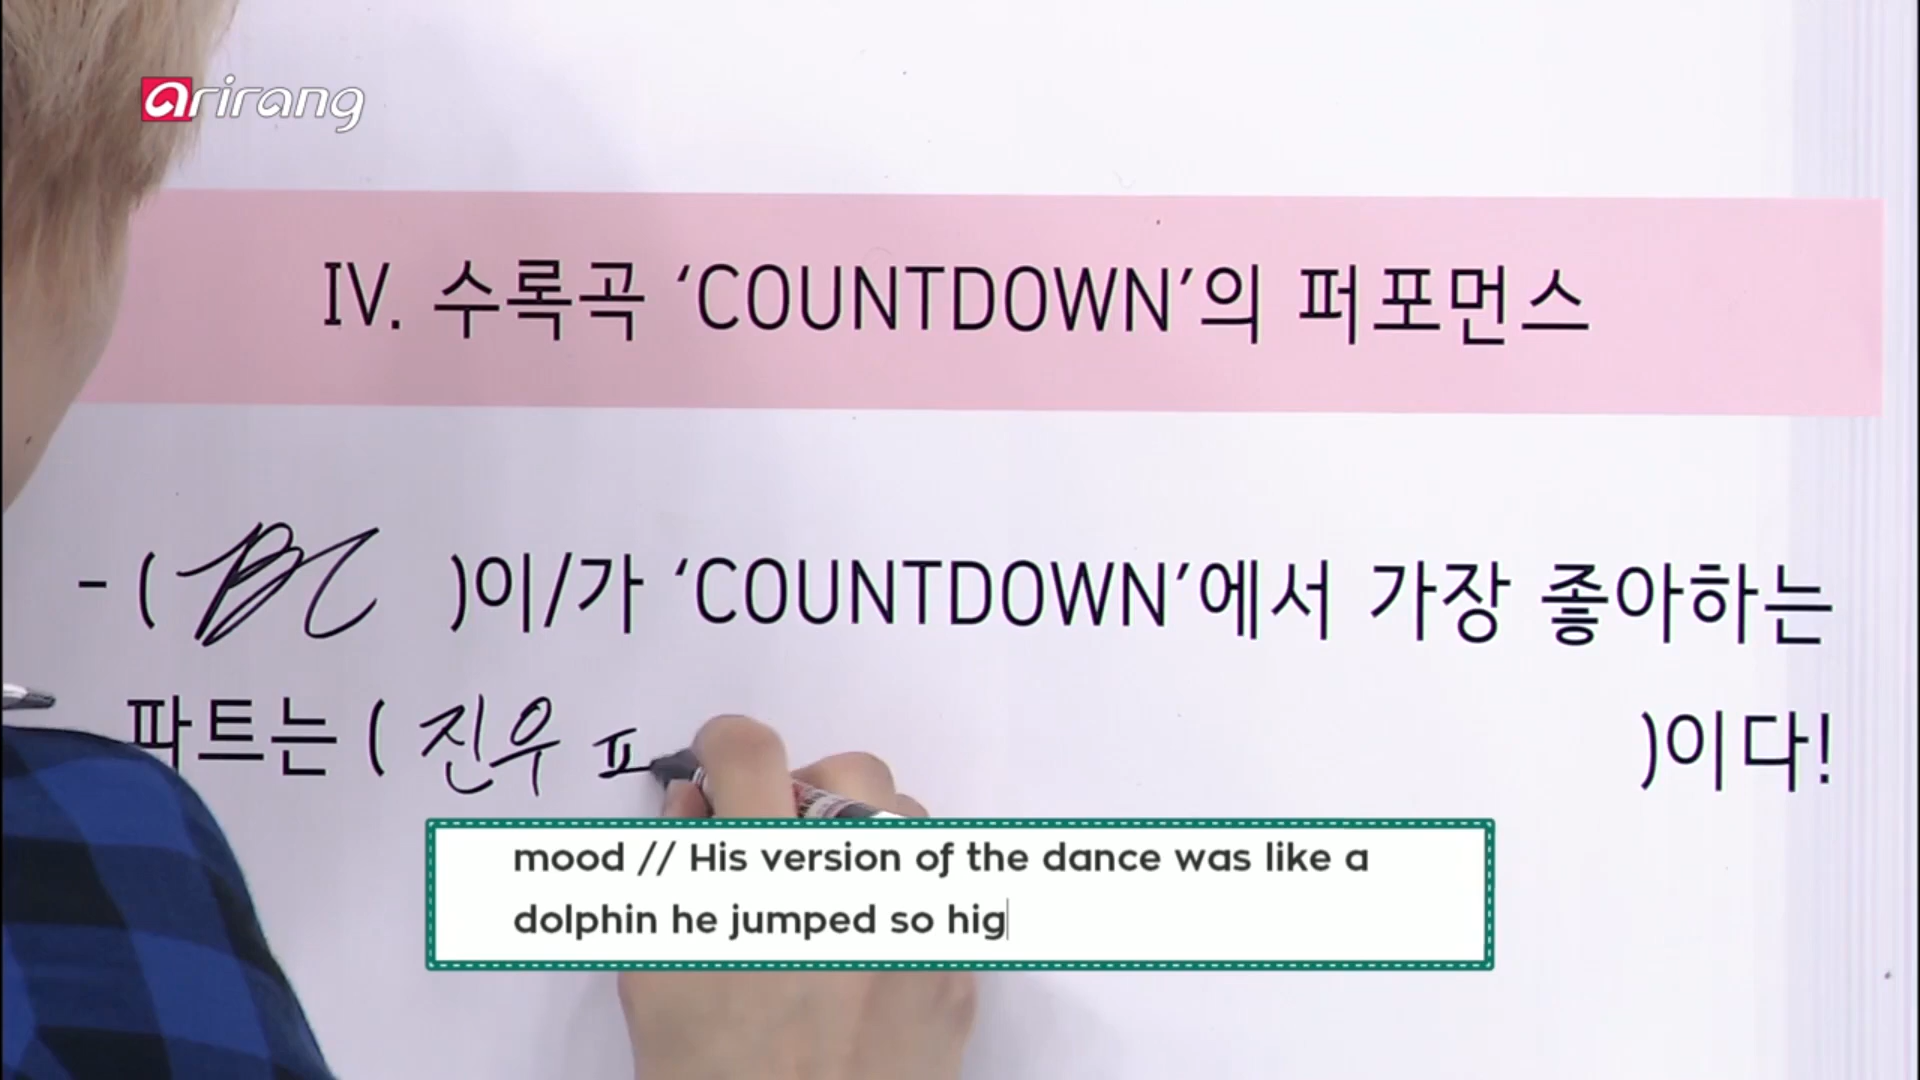 arirang
IV. 수록곡 ‘COUNTDOWN’의 퍼포먼스
- ( BC )이/가 ‘COUNTDOWN’에서 가장 좋아하는
파트는 ( 진우 파 )이다!
mood // His version of the dance was like a
dolphin he jumped so hig